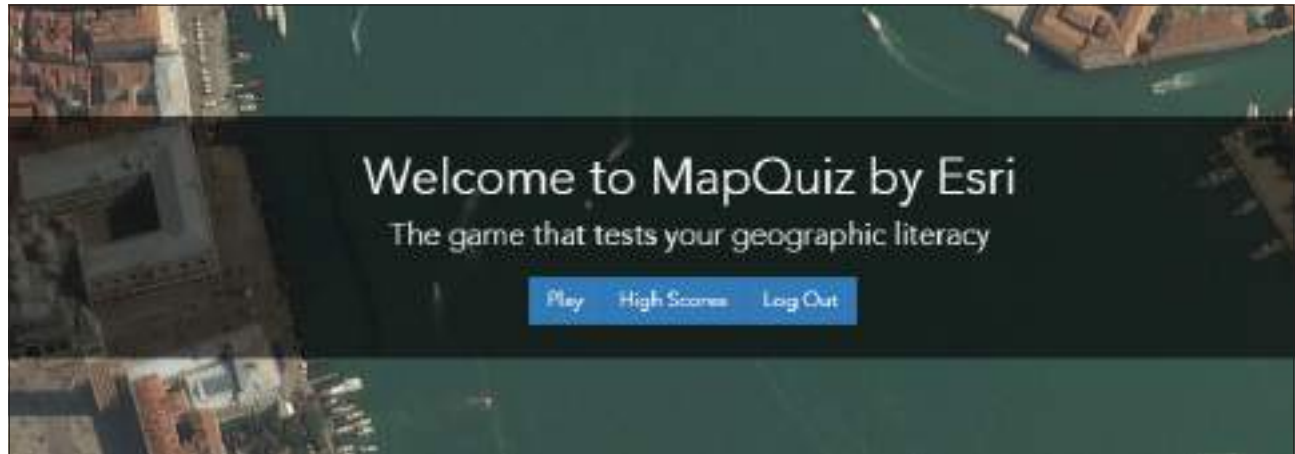 Welcome to MapQuiz by Esri
The game that tests your geographic literacy
Play High Scores Log Out